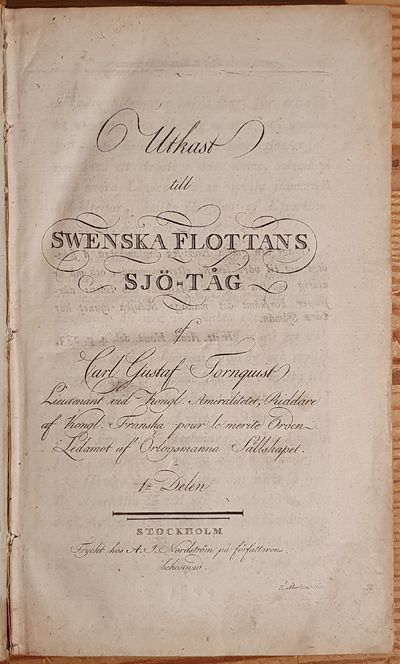 Utkast
till
SWENSKA FLOTTANS
SJÖ-TÅG
af
Carl Gustaf Tornquist
Lieutenant vid Kongl. Amiralitetet, Riddare
af Kongl. Franska pour le merite Orden
Ledamot af Örlogsmanna Sällskapet.
1a Delen
STOCKHOLM
Tryckt hos A. J. Nordström på författarens